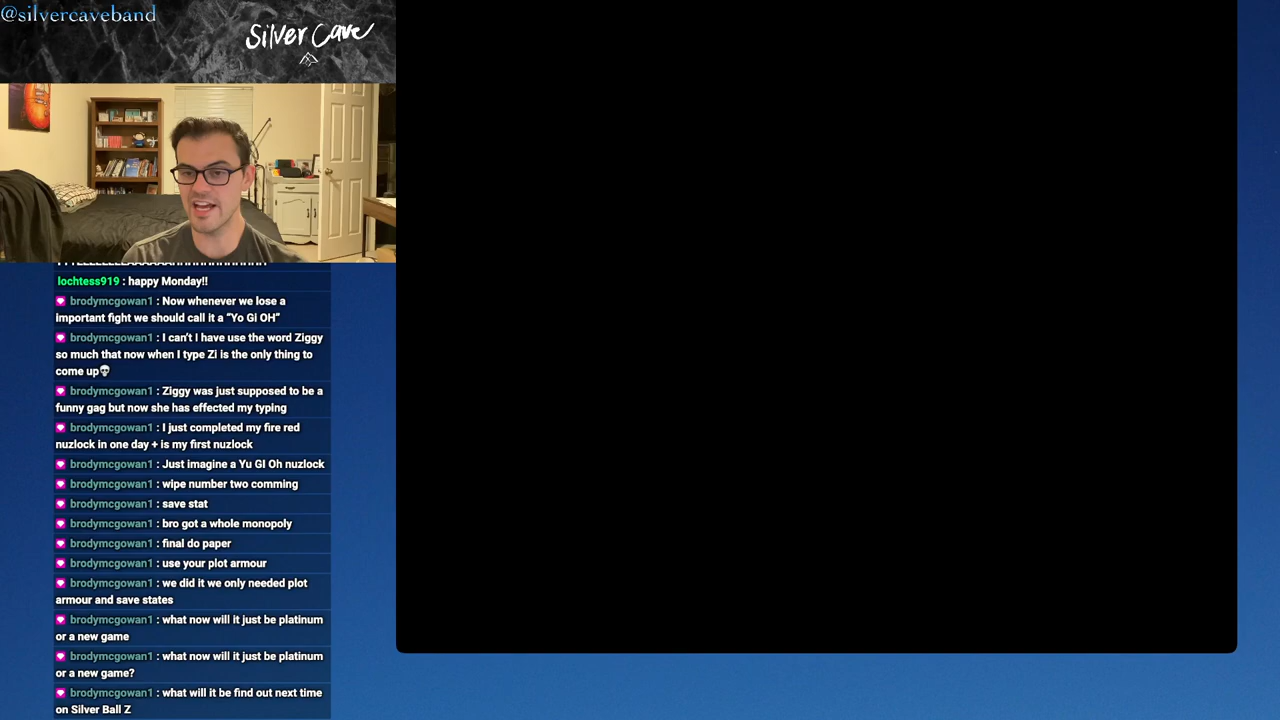 @silvercaveband
Silver Cave
lochtess919 : happy Monday!!
brodymcgowan1 : Now whenever we lose a
important fight we should call it a “Yo Gi OH”
brodymcgowan1 : I can’t I have use the word Ziggy
so much that now when I type Zi is the only thing to
come up💀
brodymcgowan1 : Ziggy was just supposed to be a
funny gag but now she has effected my typing
brodymcgowan1 : I just completed my fire red
nuzlock in one day + is my first nuzlock
brodymcgowan1 : Just imagine a Yu GI Oh nuzlock
brodymcgowan1 : wipe number two comming
brodymcgowan1 : save stat
brodymcgowan1 : bro got a whole monopoly
brodymcgowan1 : final do paper
brodymcgowan1 : use your plot armour
brodymcgowan1 : we did it we only needed plot
armour and save states
brodymcgowan1 : what now will it just be platinum
or a new game
brodymcgowan1 : what now will it just be platinum
or a new game?
brodymcgowan1 : what will it be find out next time
on Silver Ball Z